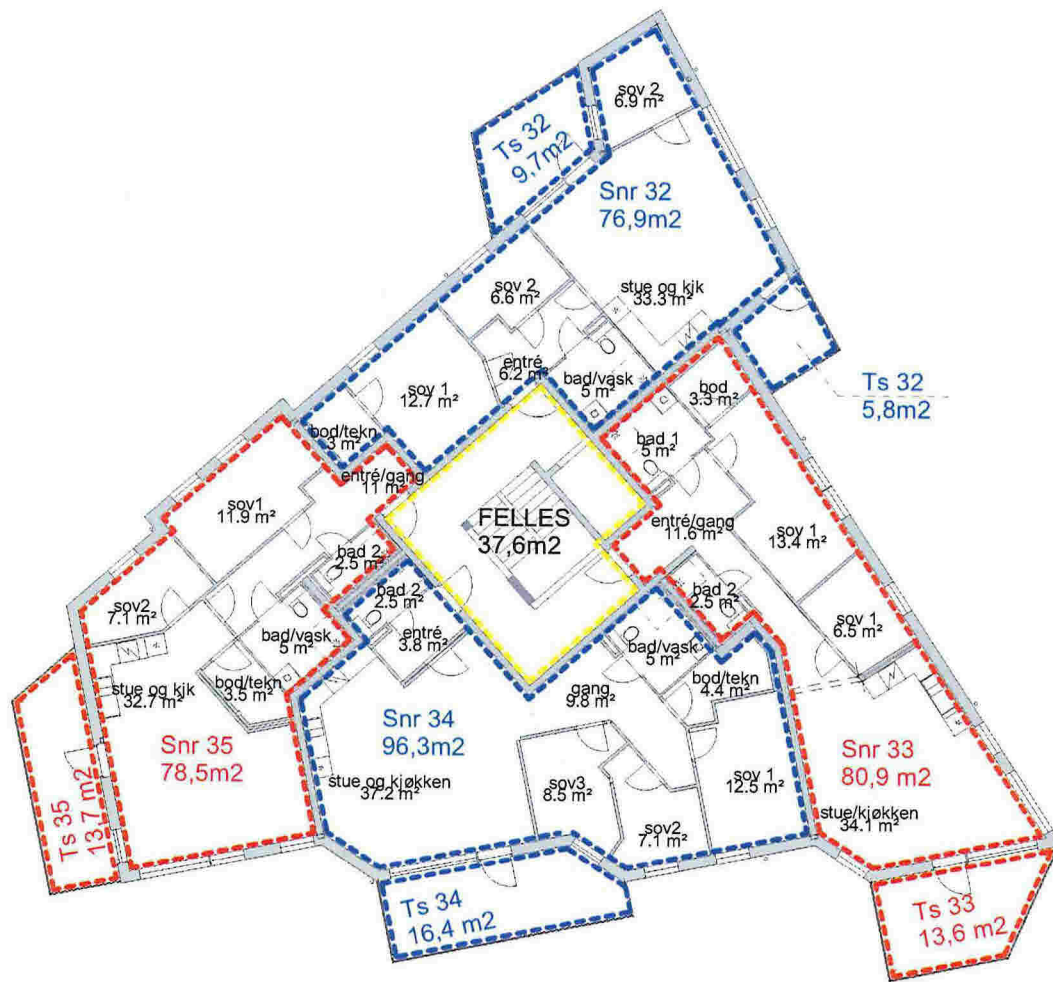 sov 2
6.9 m²
Ts 32
9,7m2
Snr 32
76,9m2
sov 2
6.6 m²
stue og kjk
33.3 m²
entré
6.2 m²
bad/vask
5 m²
sov 1
12.7 m²
Ts 32
5,8m2
bod
3.3 m²
bod/tekn
3 m²
bad 1
5 m²
entré/gang
11 m²
sov1
11.9 m²
FELLES
37,6m2
entré/gang
11.6 m²
sov 1
13.4 m²
bad 2
2.5 m²
bad 2
2.5 m²
bad 2
2.5 m²
sov2
7.1 m²
entré
3.8 m²
sov 1
6.5 m²
bad/vask
5 m²
bad/vask
5 m²
bod/tekn
3.5 m²
bod/tekn
4.4 m²
stue og kjk
32.7 m²
gang
9.8 m²
Snr 35
78,5m2
Snr 34
96,3m2
Snr 33
80,9 m2
stue og kjøkken
37.2 m²
sov3
8.5 m²
sov 1
12.5 m²
Ts 35
13,7 m2
stue/kjøkken
34.1 m²
sov2
7.1 m²
Ts 34
16,4 m2
Ts 33
13,6 m2